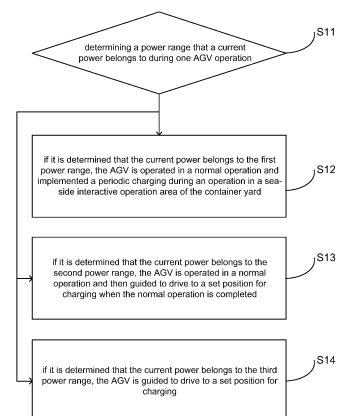 S11
determining a power range that a current
power belongs to during one AGV operation
if it is determined that the current power belongs to the first
power range, the AGV is operated in a normal operation and
implemented a periodic charging during an operation in a sea-
side interactive operation area of the container yard
S12
if it is determined that the current power belongs to the
second power range, the AGV is operated in a normal
operation and then guided to drive to a set position for
charging when the normal operation is completed
S13
if it is determined that the current power belongs to the third
power range, the AGV is guided to drive to a set position for
charging
S14